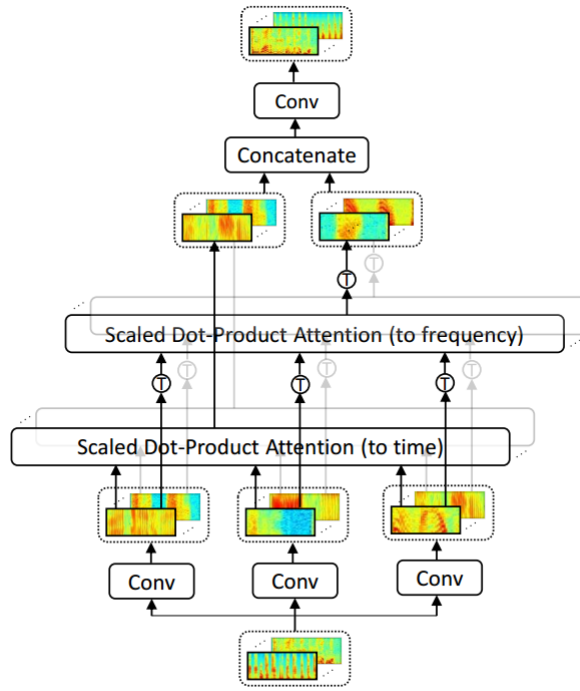 Conv
Concatenate
T
T
Scaled Dot-Product Attention (to frequency)
T T T T T T
Scaled Dot-Product Attention (to time)
Conv Conv Conv